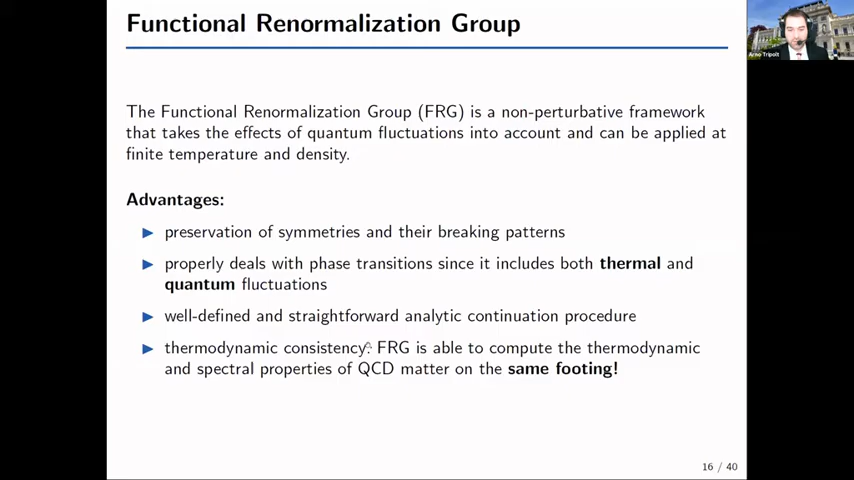 Functional Renormalization Group
Arno Tripolt
The Functional Renormalization Group (FRG) is a non-perturbative framework
that takes the effects of quantum fluctuations into account and can be applied at
finite temperature and density.
Advantages:
preservation of symmetries and their breaking patterns
properly deals with phase transitions since it includes both thermal and
quantum fluctuations
well-defined and straightforward analytic continuation procedure
thermodynamic consistency: FRG is able to compute the thermodynamic
and spectral properties of QCD matter on the same footing!
16 / 40